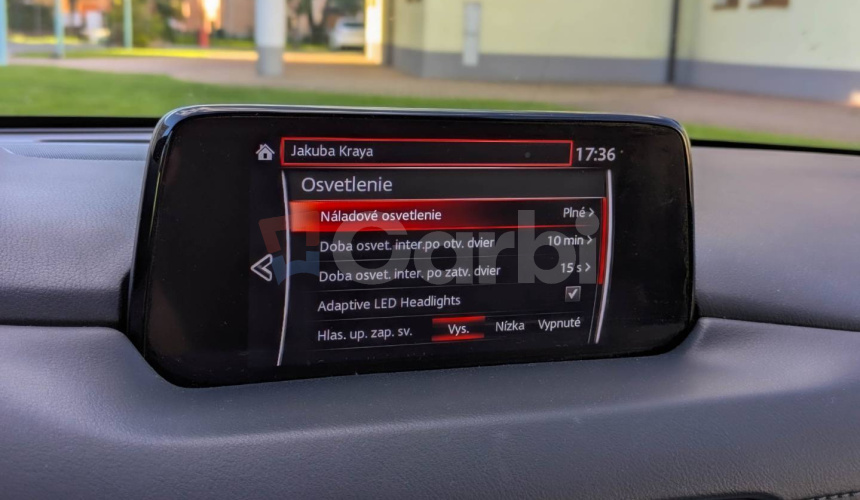 Jakuba Kraya 17:36
Osvetlenie
Náladové osvetlenie Plné
Doba osvet. inter.po otv. dvier 10 min
Doba osvet. inter. po zatv. dvier 15 s
Adaptive LED Headlights
Hlas. up. zap. sv. Vys. Nízka Vypnuté
Carbi